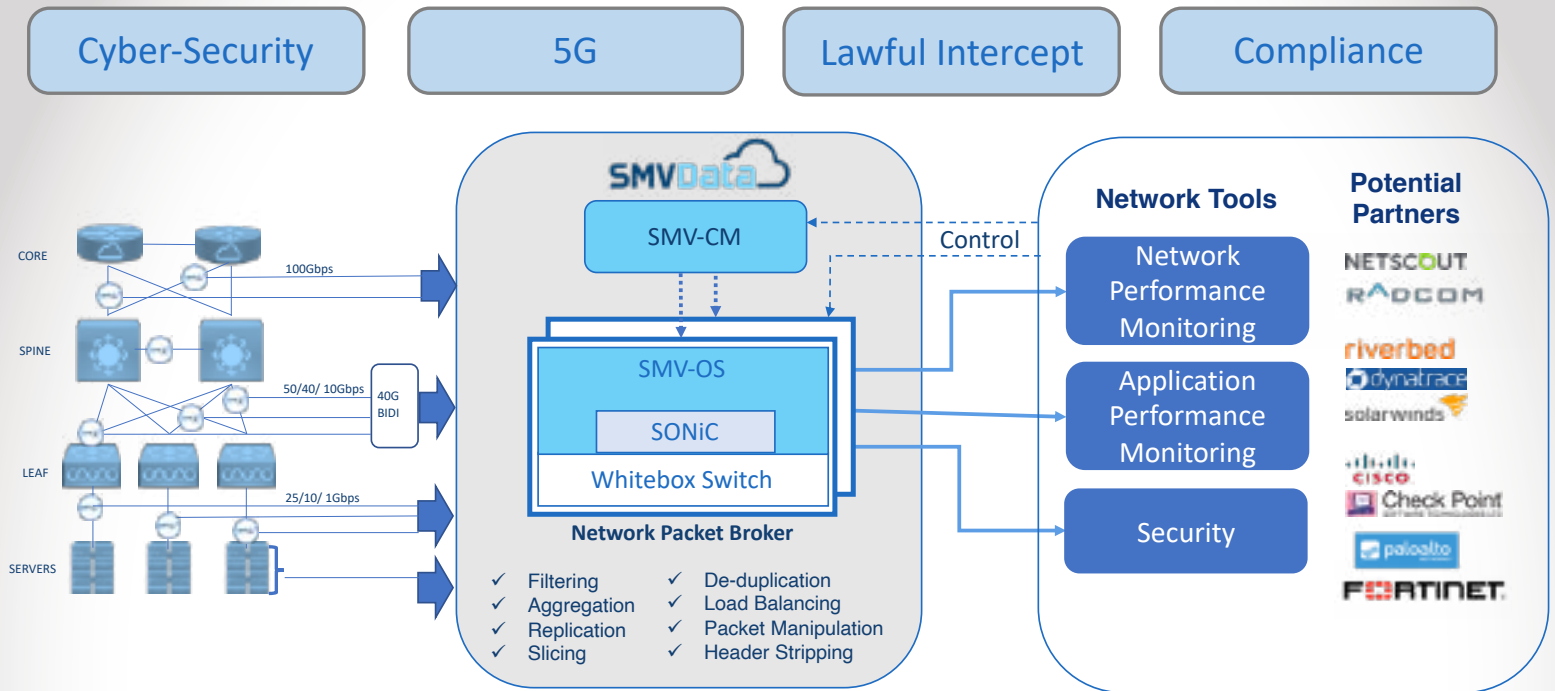 Cyber-Security
5G
Lawful Intercept
Compliance
CORE
100Gbps
SPINE
50/40/ 10Gbps
40G
BIDI
LEAF
25/10/ 1Gbps
SERVERS
SMVData
SMV-CM
SMV-OS
SONiC
Whitebox Switch
Network Packet Broker
✓ Filtering
✓ Aggregation
✓ Replication
✓ Slicing
✓ De-duplication
✓ Load Balancing
✓ Packet Manipulation
✓ Header Stripping
Control
Network Tools
Network
Performance
Monitoring
Application
Performance
Monitoring
Security
Potential
Partners
NETSCOUT.
RADCOM
riverbed
dynatrace
solarwinds
CISCO
Check Point
paloalto
FORTINET.